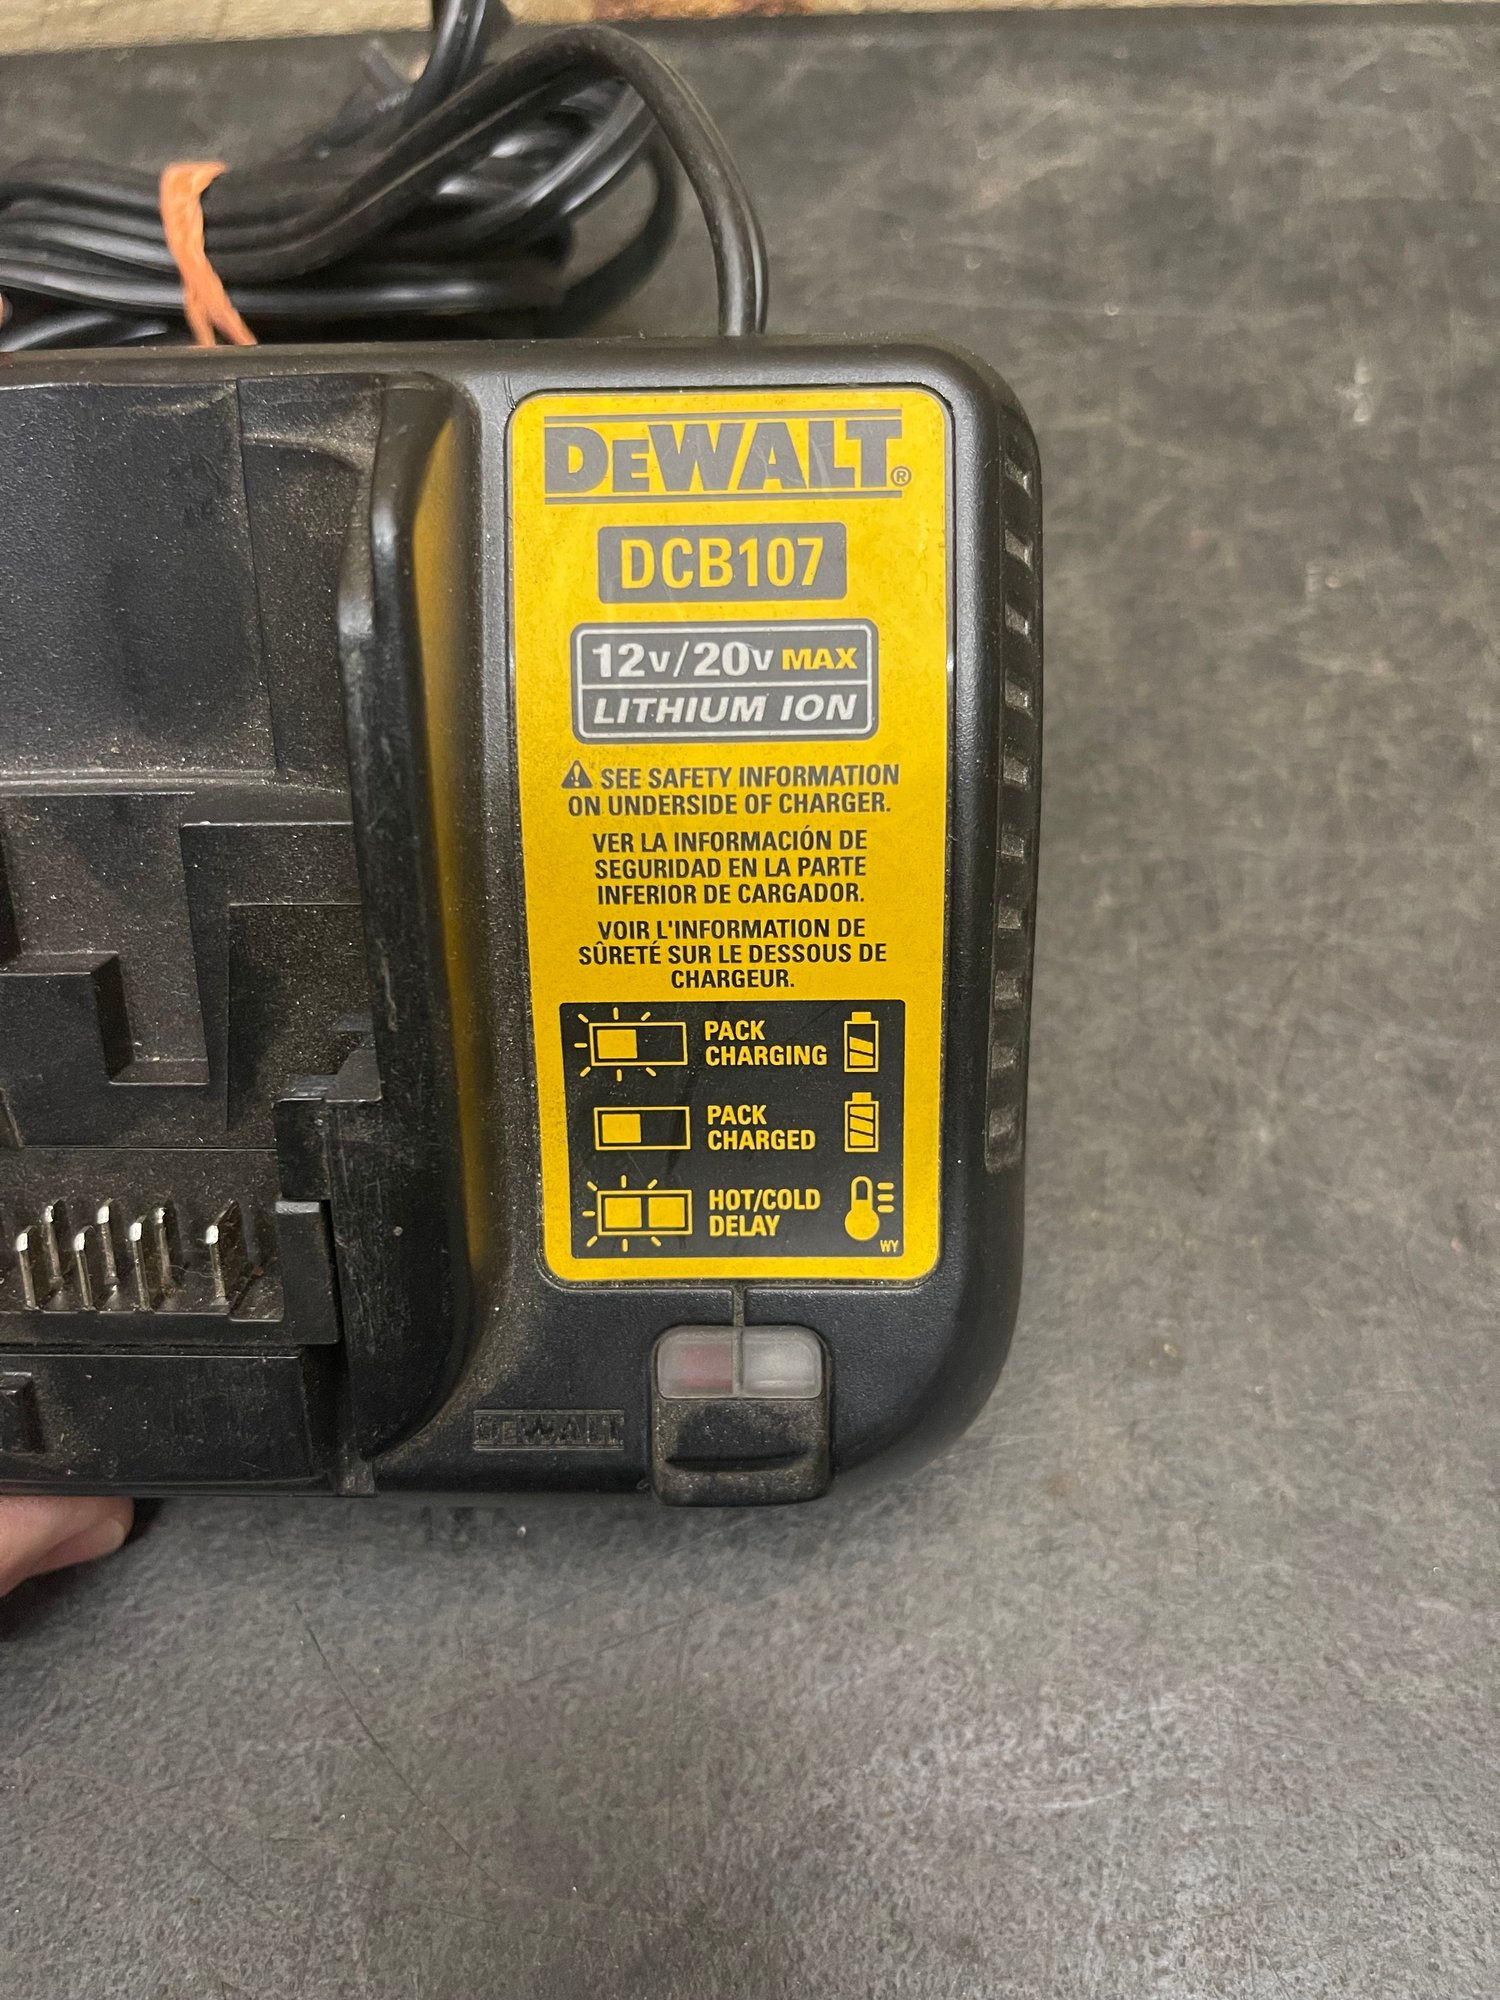 DEWALT®
DCB107
12V/20V MAX
LITHIUM ION
⚠ SEE SAFETY INFORMATION
ON UNDERSIDE OF CHARGER.
VER LA INFORMACIÓN DE
SEGURIDAD EN LA PARTE
INFERIOR DE CARGADOR.
VOIR L'INFORMATION DE
SÛRETÉ SUR LE DESSOUS DE
CHARGEUR.
PACK
CHARGING
PACK
CHARGED
HOT/COLD
DELAY
WY
DEWALT